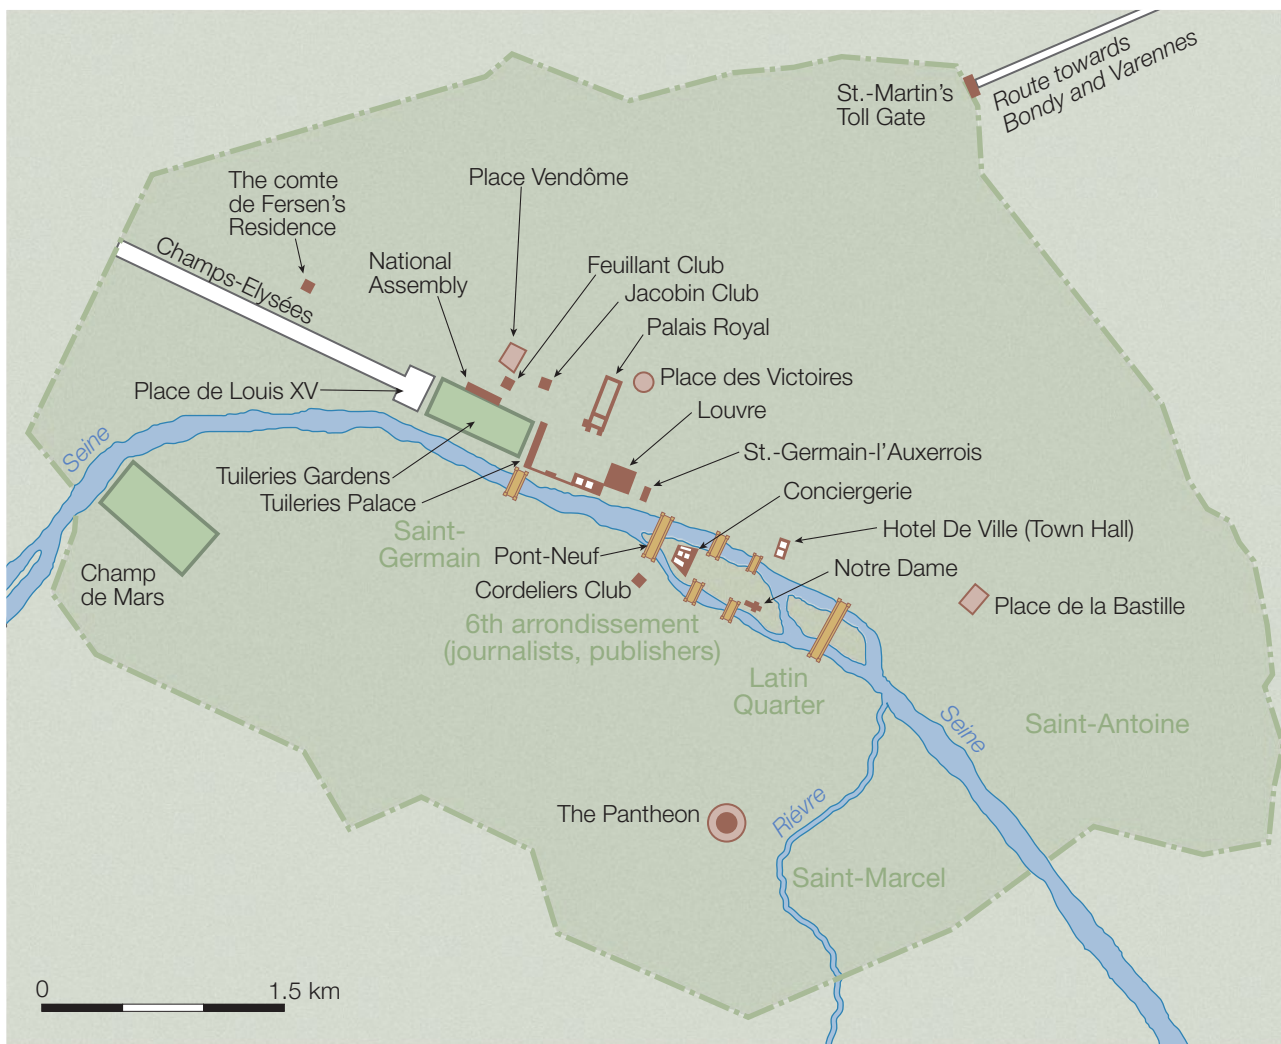 St.-Martin's
Toll Gate
Route towards
Bondy and Varennes
The comte
de Fersen's
Residence
Place Vendôme
Champs-Elysées
National
Assembly
Feuillant Club
Jacobin Club
Palais Royal
Place de Louis XV
Place des Victoires
Louvre
Seine
St.-Germain-l'Auxerrois
Tuileries Gardens
Tuileries Palace
Conciergerie
Saint-
Germain
Hotel De Ville (Town Hall)
Pont-Neuf
Champ
de Mars
Notre Dame
Cordeliers Club
Place de la Bastille
6th arrondissement
(journalists, publishers)
Latin
Quarter
Seine
Saint-Antoine
The Pantheon
Riévre
Saint-Marcel
0 1.5 km